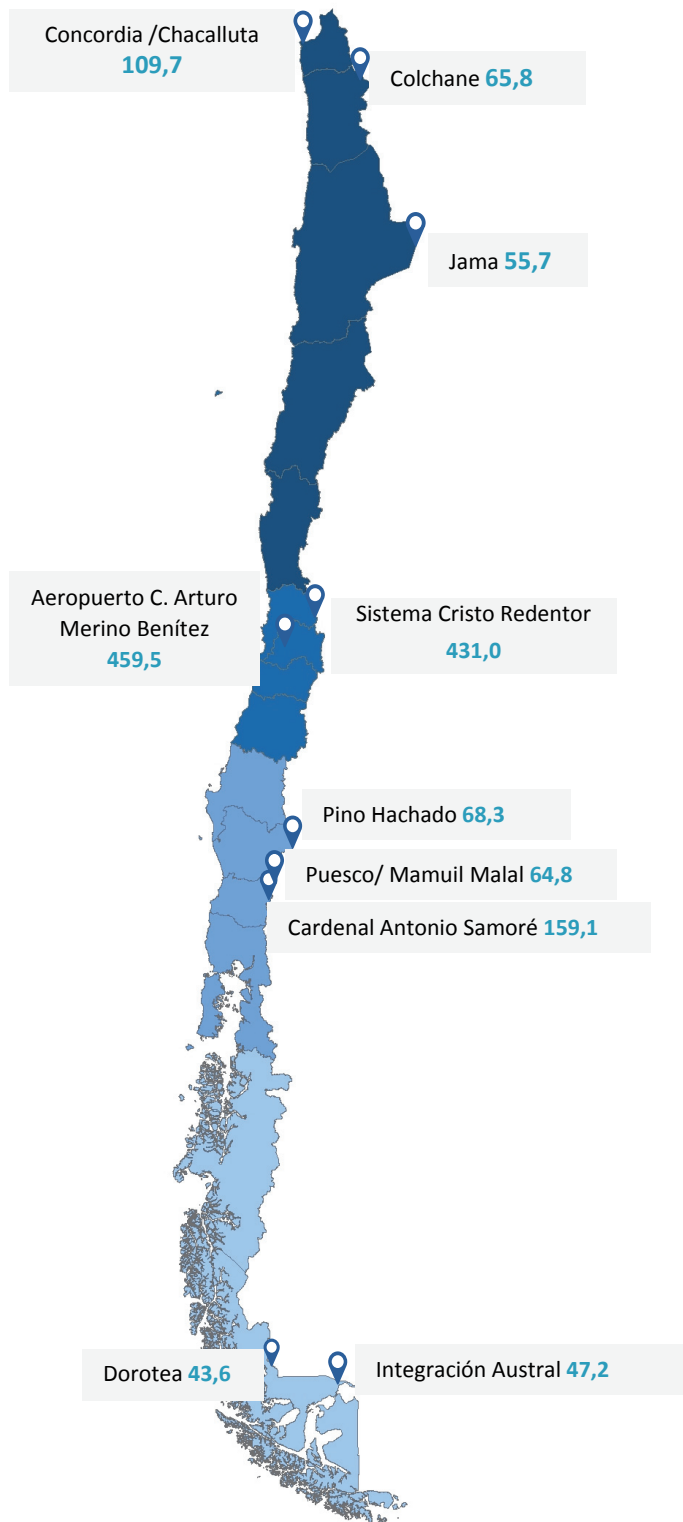 Concordia /Chacalluta
109,7
Colchane 65,8
Jama 55,7
Aeropuerto C. Arturo
Merino Benítez
459,5
Sistema Cristo Redentor
431,0
Pino Hachado 68,3
Puesco/ Mamuil Malal 64,8
Cardenal Antonio Samoré 159,1
Dorotea 43,6
Integración Austral 47,2